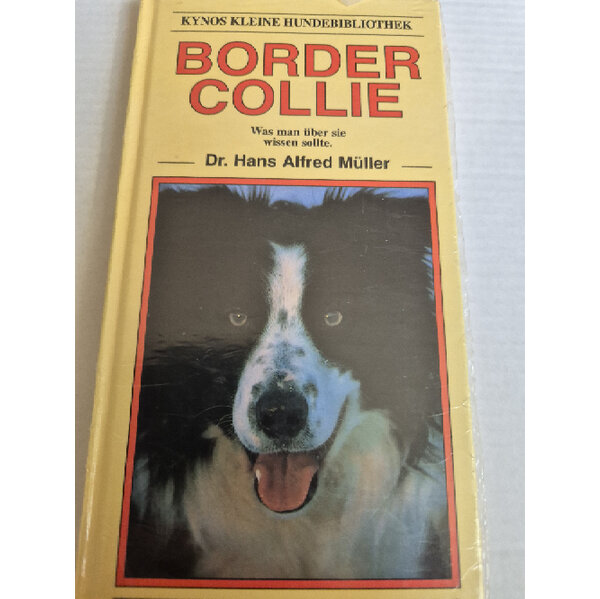 KYNOS KLEINE HUNDEBIBLIOTHEK
BORDER
COLLIE
Was man über sie
wissen sollte.
Dr. Hans Alfred Müller